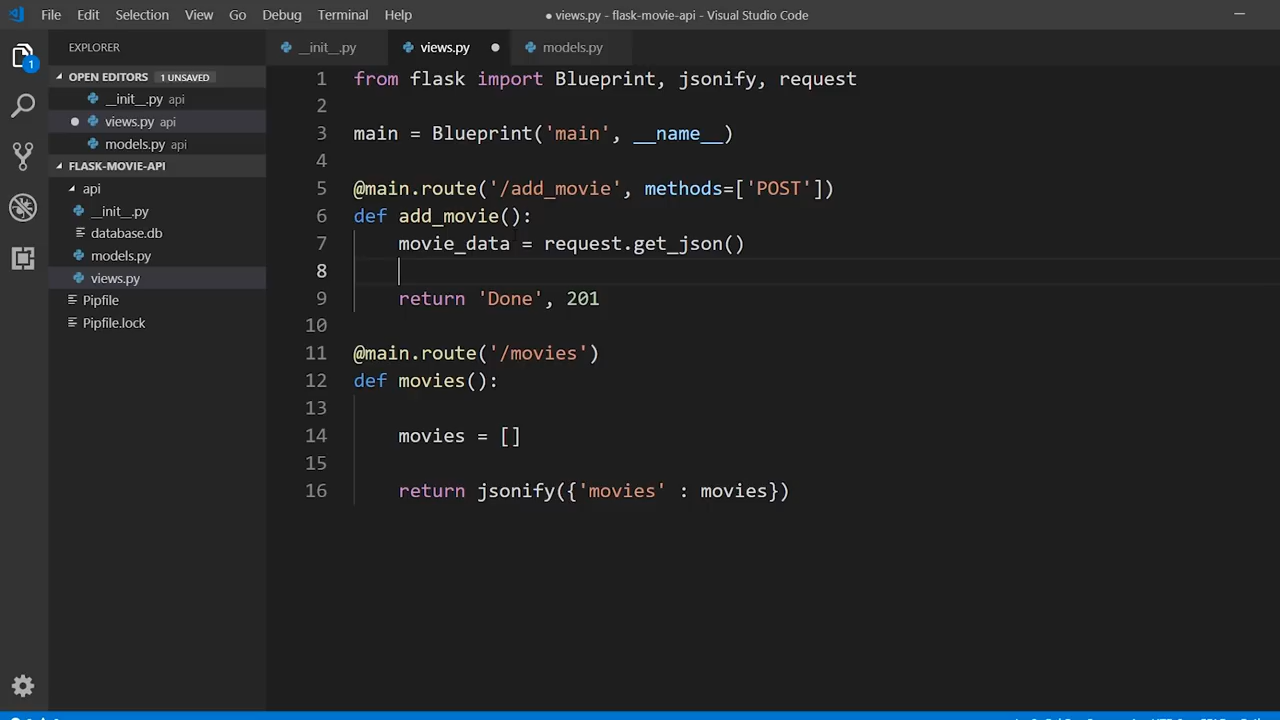 File Edit Selection View Go Debug Terminal Help
● views.py - flask-movie-api - Visual Studio Code
EXPLORER
OPEN EDITORS 1 UNSAVED
__init__.py api
views.py api
models.py api
FLASK-MOVIE-API
api
__init__.py
database.db
models.py
views.py
Pipfile
Pipfile.lock
1
__init__.py views.py models.py
1 from flask import Blueprint, jsonify, request
2
3 main = Blueprint('main', __name__)
4
5 @main.route('/add_movie', methods=['POST'])
6 def add_movie():
7 movie_data = request.get_json()
8
9 return 'Done', 201
10
11 @main.route('/movies')
12 def movies():
13
14 movies = []
15
16 return jsonify({'movies' : movies})